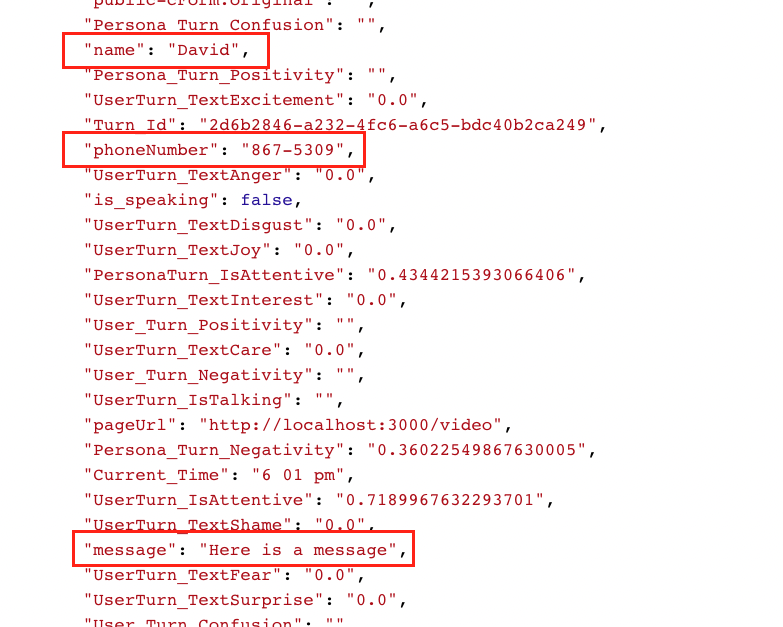 "public-cForm.original": "",
"Persona_Turn_Confusion": "",
"name": "David",
"Persona_Turn_Positivity": "",
"UserTurn_TextExcitement": "0.0",
"Turn_Id": "2d6b2846-a232-4fc6-a6c5-bdc40b2ca249",
"phoneNumber": "867-5309",
"UserTurn_TextAnger": "0.0",
"is_speaking": false,
"UserTurn_TextDisgust": "0.0",
"UserTurn_TextJoy": "0.0",
"PersonaTurn_IsAttentive": "0.4344215393066406",
"UserTurn_TextInterest": "0.0",
"User_Turn_Positivity": "",
"UserTurn_TextCare": "0.0",
"User_Turn_Negativity": "",
"UserTurn_IsTalking": "",
"pageUrl": "http://localhost:3000/video",
"Persona_Turn_Negativity": "0.36022549867630005",
"Current_Time": "6 01 pm",
"UserTurn_IsAttentive": "0.7189967632293701",
"UserTurn_TextShame": "0.0",
"message": "Here is a message",
"UserTurn_TextFear": "0.0",
"UserTurn_TextSurprise": "0.0",
"User_Turn_Confusion": ""